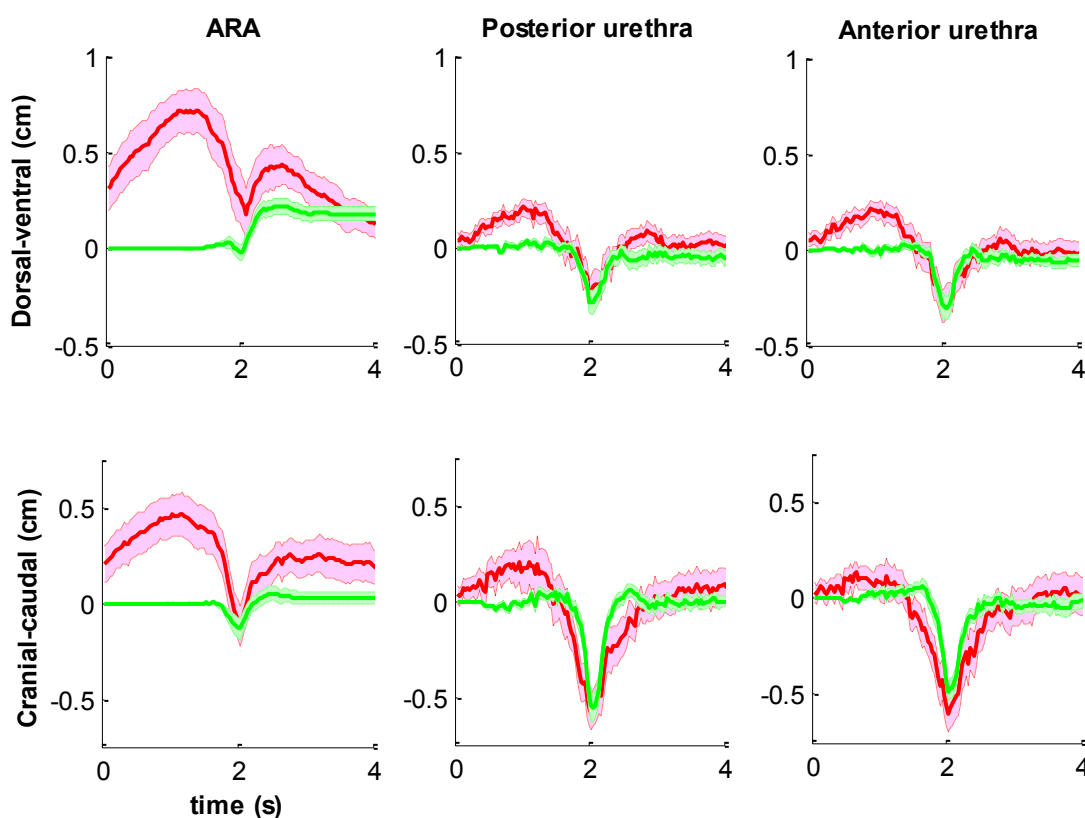 ARA Posterior urethra Anterior urethra
Dorsal-ventral (cm)
1 1 1
0.5 0.5 0.5
0 0 0
-0.5 -0.5 -0.5
0 2 4 0 2 4 0 2 4
Cranial-caudal (cm)
0.5 0.5 0.5
0 0 0
-0.5 -0.5 -0.5
0 2 4 0 2 4 0 2 4
time (s)